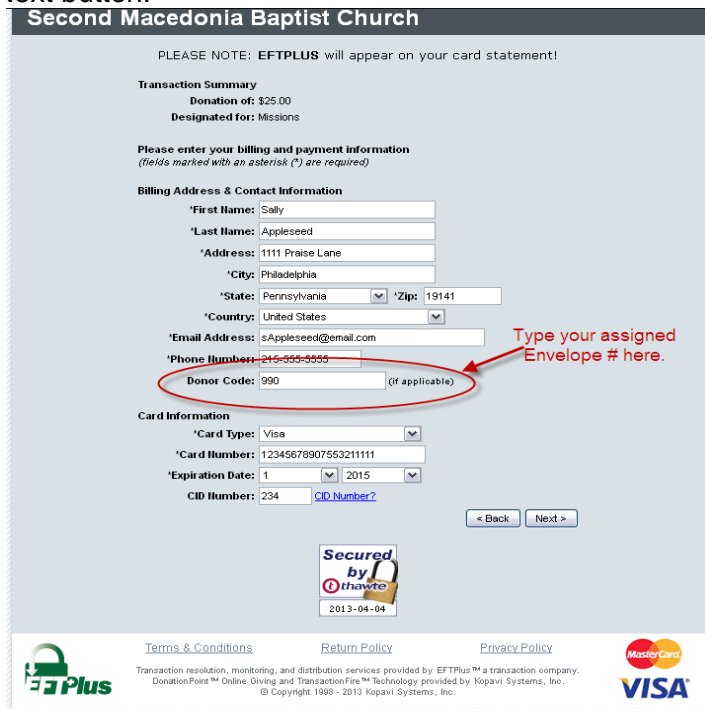 Next button.
Second Macedonia Baptist Church
PLEASE NOTE: EFTPLUS will appear on your card statement!
Transaction Summary
Donation of: $25.00
Designated for: Missions
Please enter your billing and payment information
(fields marked with an asterisk (*) are required)
Billing Address & Contact Information
*First Name: Sally
*Last Name: Appleseed
*Address: 1111 Praise Lane
*City: Philadelphia
*State: Pennsylvania *Zip: 19141
*Country: United States
*Email Address: sAppleseed@email.com
Type your assigned
Envelope # here.
*Phone Number: 215-555-5555
Donor Code: 990 (if applicable)
Card Information
*Card Type: Visa
*Card Number: 12345678907553211111
*Expiration Date: 1 2015
CID Number: 234 CID Number?
< Back Next >
Secured
by
thawte
2013-04-04
Terms & Conditions Return Policy Privacy Policy
Transaction resolution, monitoring, and distribution services provided by EFTPlus™ a transaction company.
DonationPoint™ Online Giving and TransactionFire™ Technology provided by Kopavi Systems, Inc.
© Copyright 1998 - 2013 Kopavi Systems, Inc.
EFTPlus
MasterCard
VISA